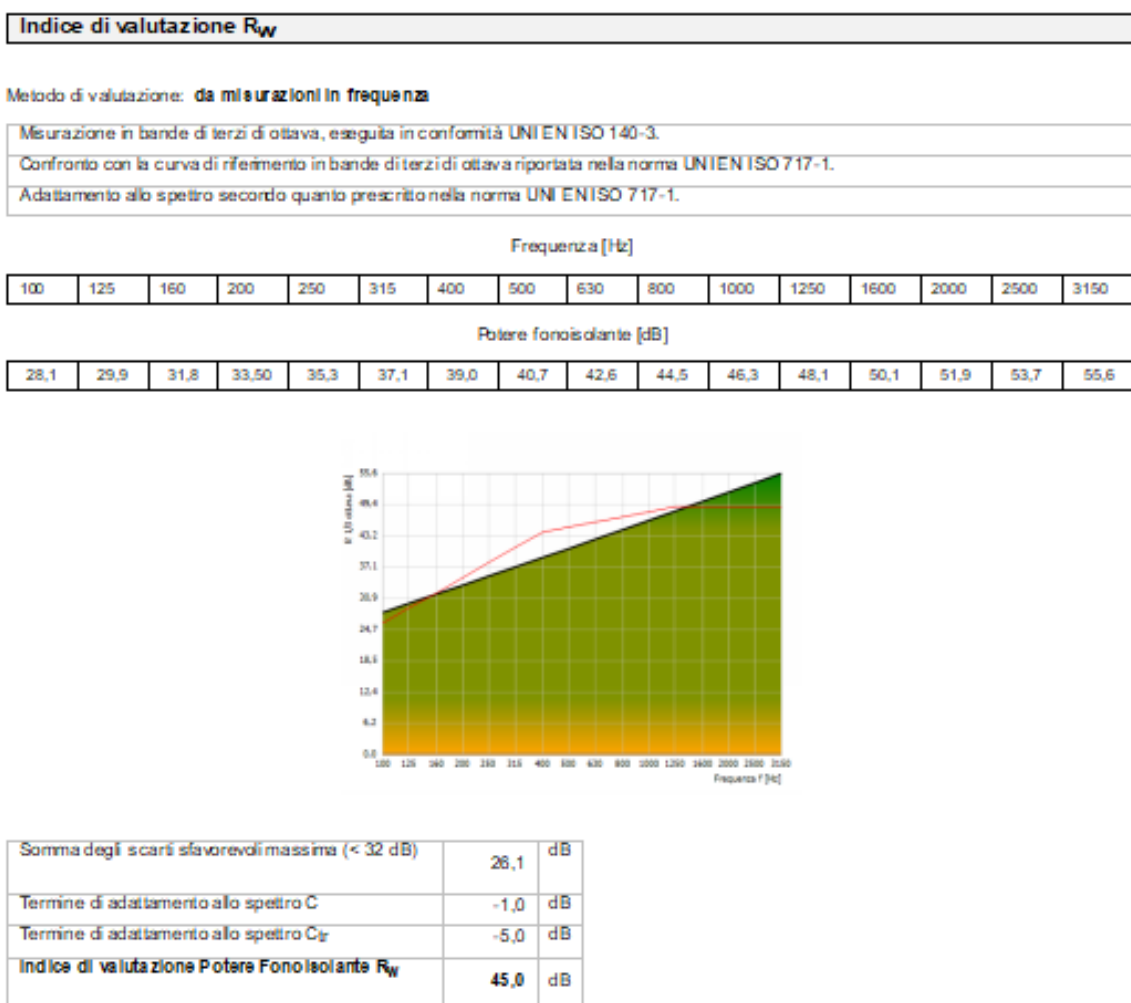 Indice di valutazione Rw
Metodo di valutazione: da misurazioni in frequenza
Misurazione in bande di terzi di ottava, eseguita in conformità UNI EN ISO 140-3.
Confronto con la curva di riferimento in bande di terzi di ottava riportata nella norma UNI EN ISO 717-1.
Adattamento allo spettro secondo quanto prescritto nella norma UNI EN ISO 717-1.
Frequenza [Hz]
100 125 160 200 250 315 400 500 630 800 1000 1250 1600 2000 2500 3150
Potere fonoisolante [dB]
28,1 29,9 31,8 33,50 35,3 37,1 39,0 40,7 42,6 44,5 46,3 48,1 50,1 51,9 53,7 55,6
55.6
49.4
43.2
37.1
30.9
24.7
18.5
12.4
6.2
0.0
100 125 160 200 250 315 400 500 630 800 1000 1250 1600 2000 2500 3150
Frequenza f [Hz]
Somma degli scarti sfavorevoli massima (< 32 dB) 26,1 dB
Termine di adattamento allo spettro C -1,0 dB
Termine di adattamento allo spettro Ctr -5,0 dB
Indice di valutazione Potere Fonoisolante Rw 45,0 dB